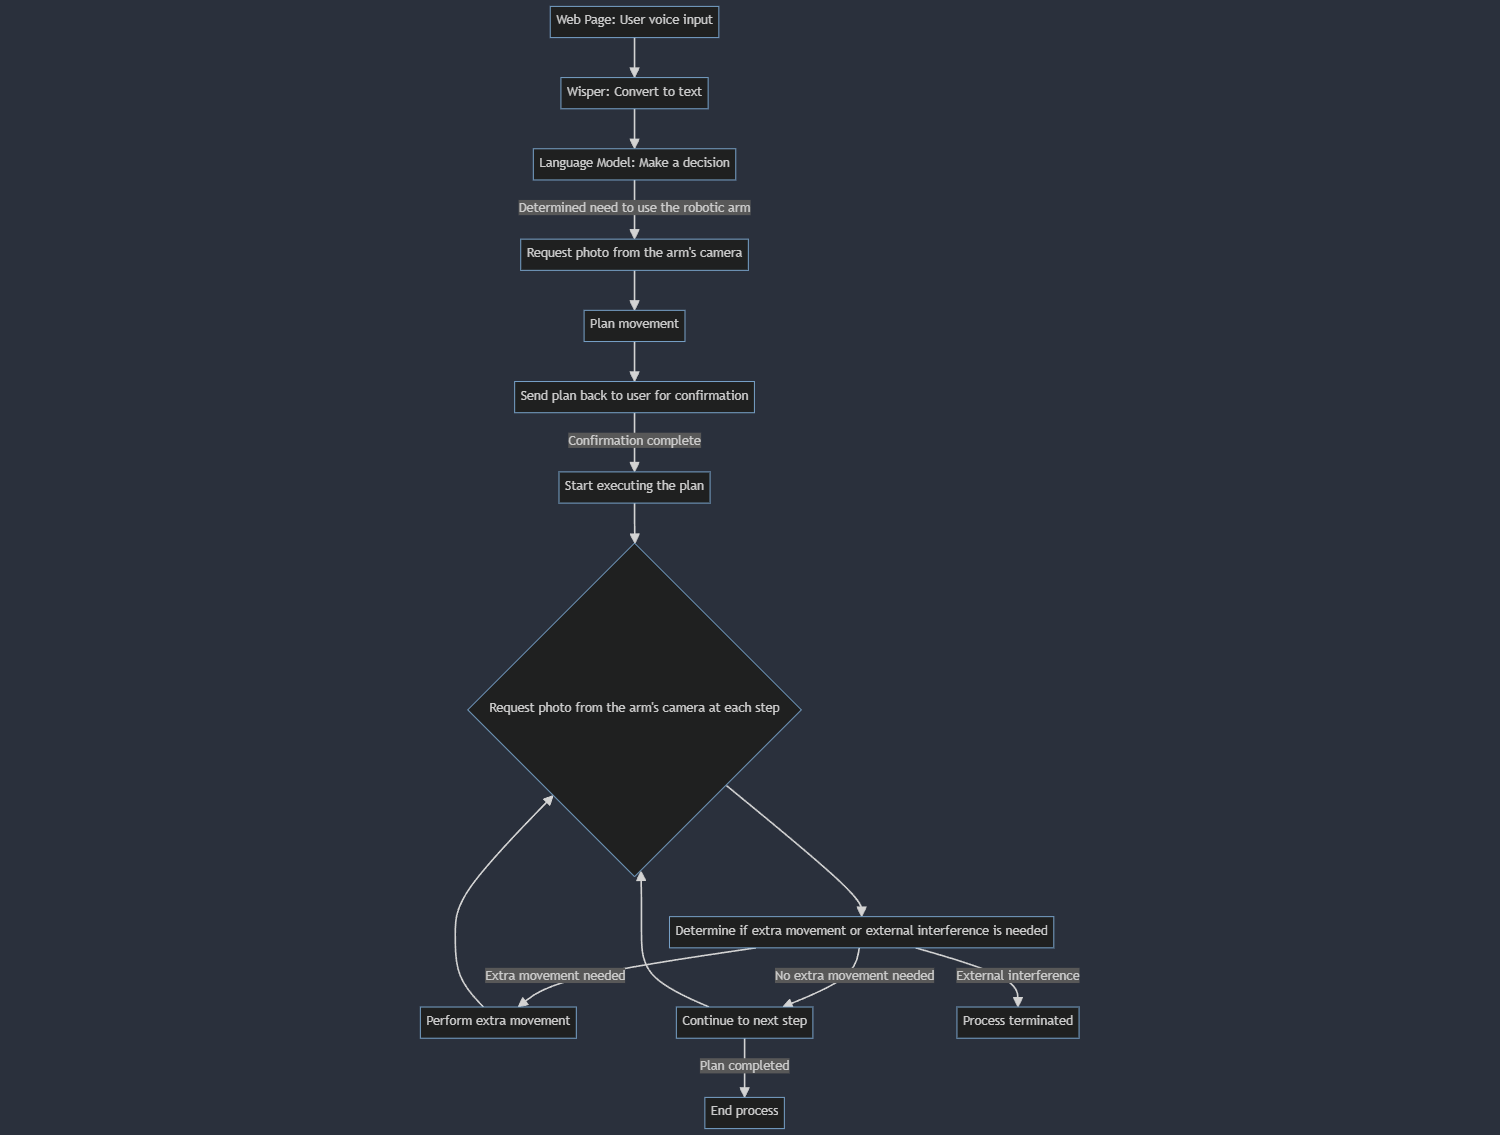 Web Page: User voice input
Wisper: Convert to text
Language Model: Make a decision
Determined need to use the robotic arm
Request photo from the arm's camera
Plan movement
Send plan back to user for confirmation
Confirmation complete
Start executing the plan
Request photo from the arm's camera at each step
Determine if extra movement or external interference is needed
Extra movement needed
No extra movement needed
External interference
Perform extra movement
Continue to next step
Process terminated
Plan completed
End process